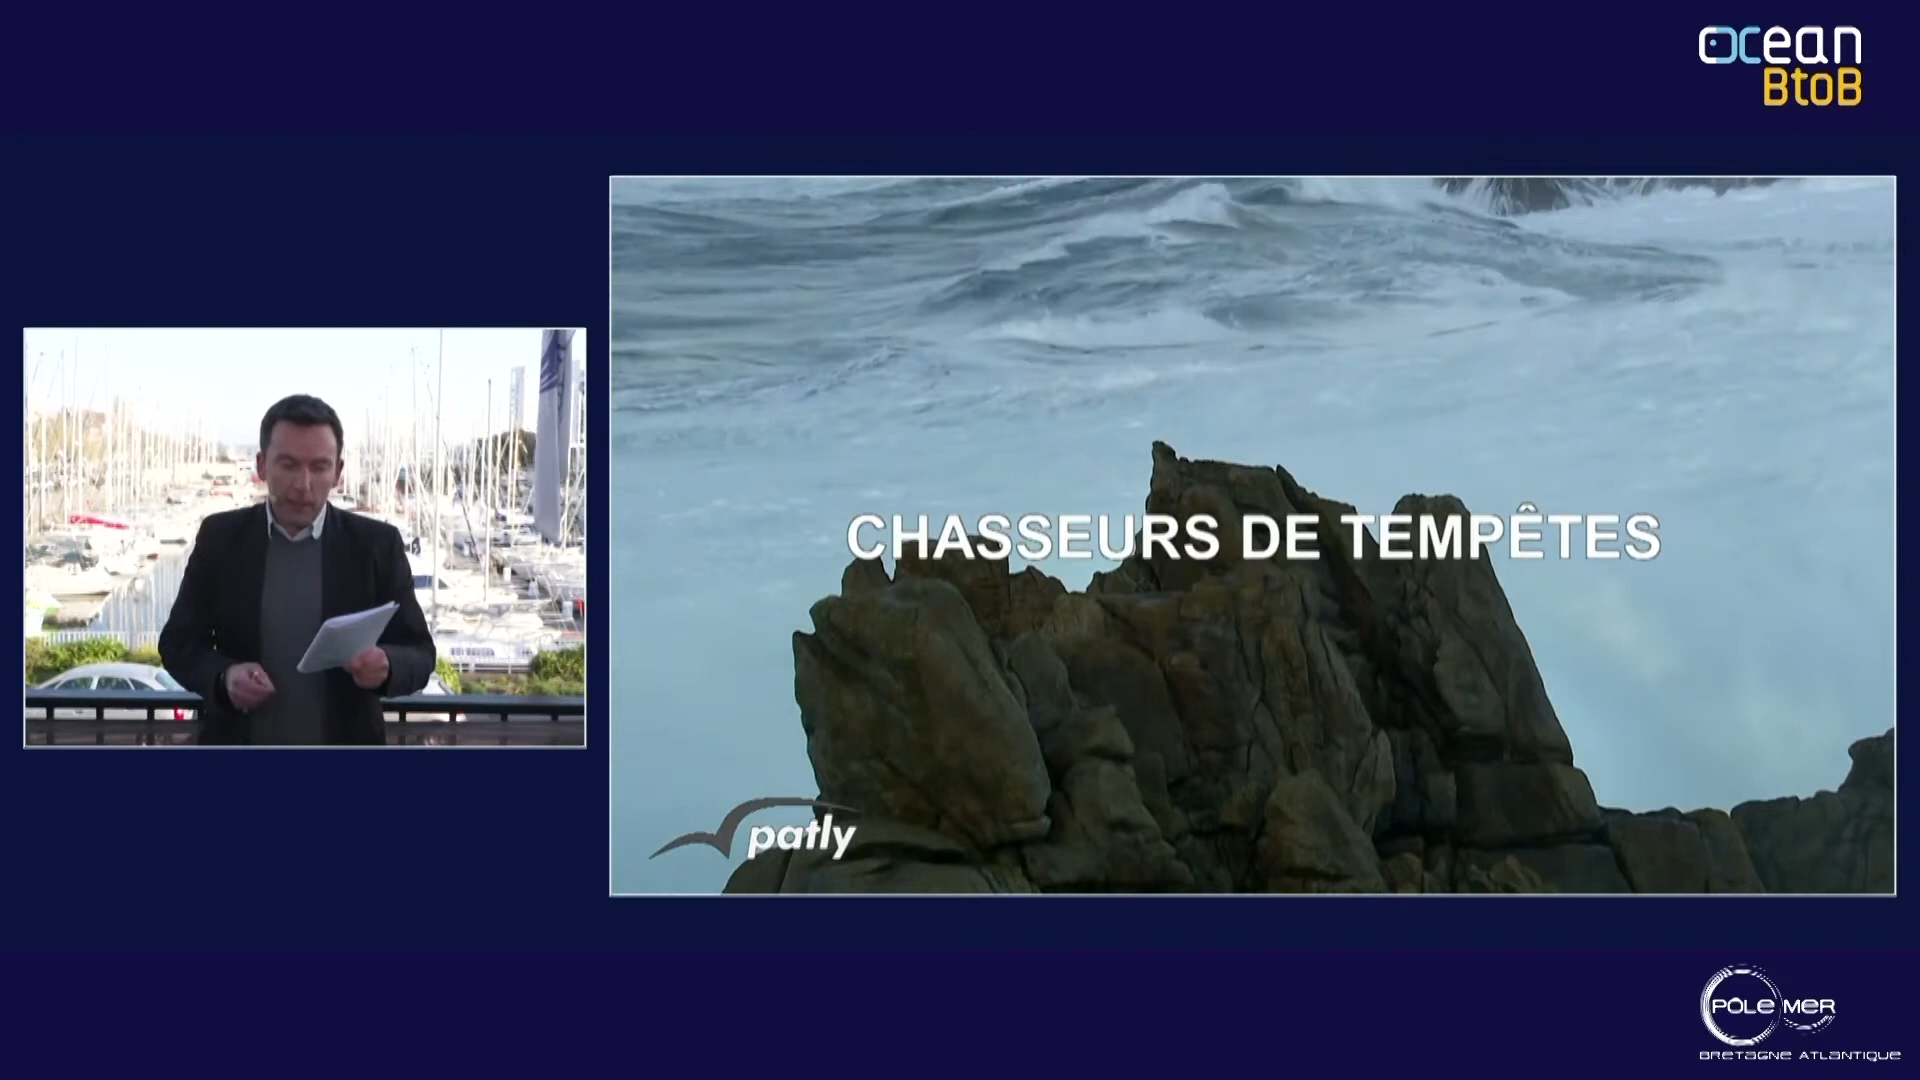 ocean
BtoB
CHASSEURS DE TEMPÊTES
patly
PÔLE MER
BRETAGNE ATLANTIQUE